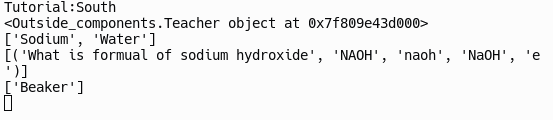 Tutorial:South
<Outside_components.Teacher object at 0x7f809e43d000>
['Sodium', 'Water']
[('What is formual of sodium hydroxide', 'NAOH', 'naoh', 'NaOH', 'e
')]
['Beaker']